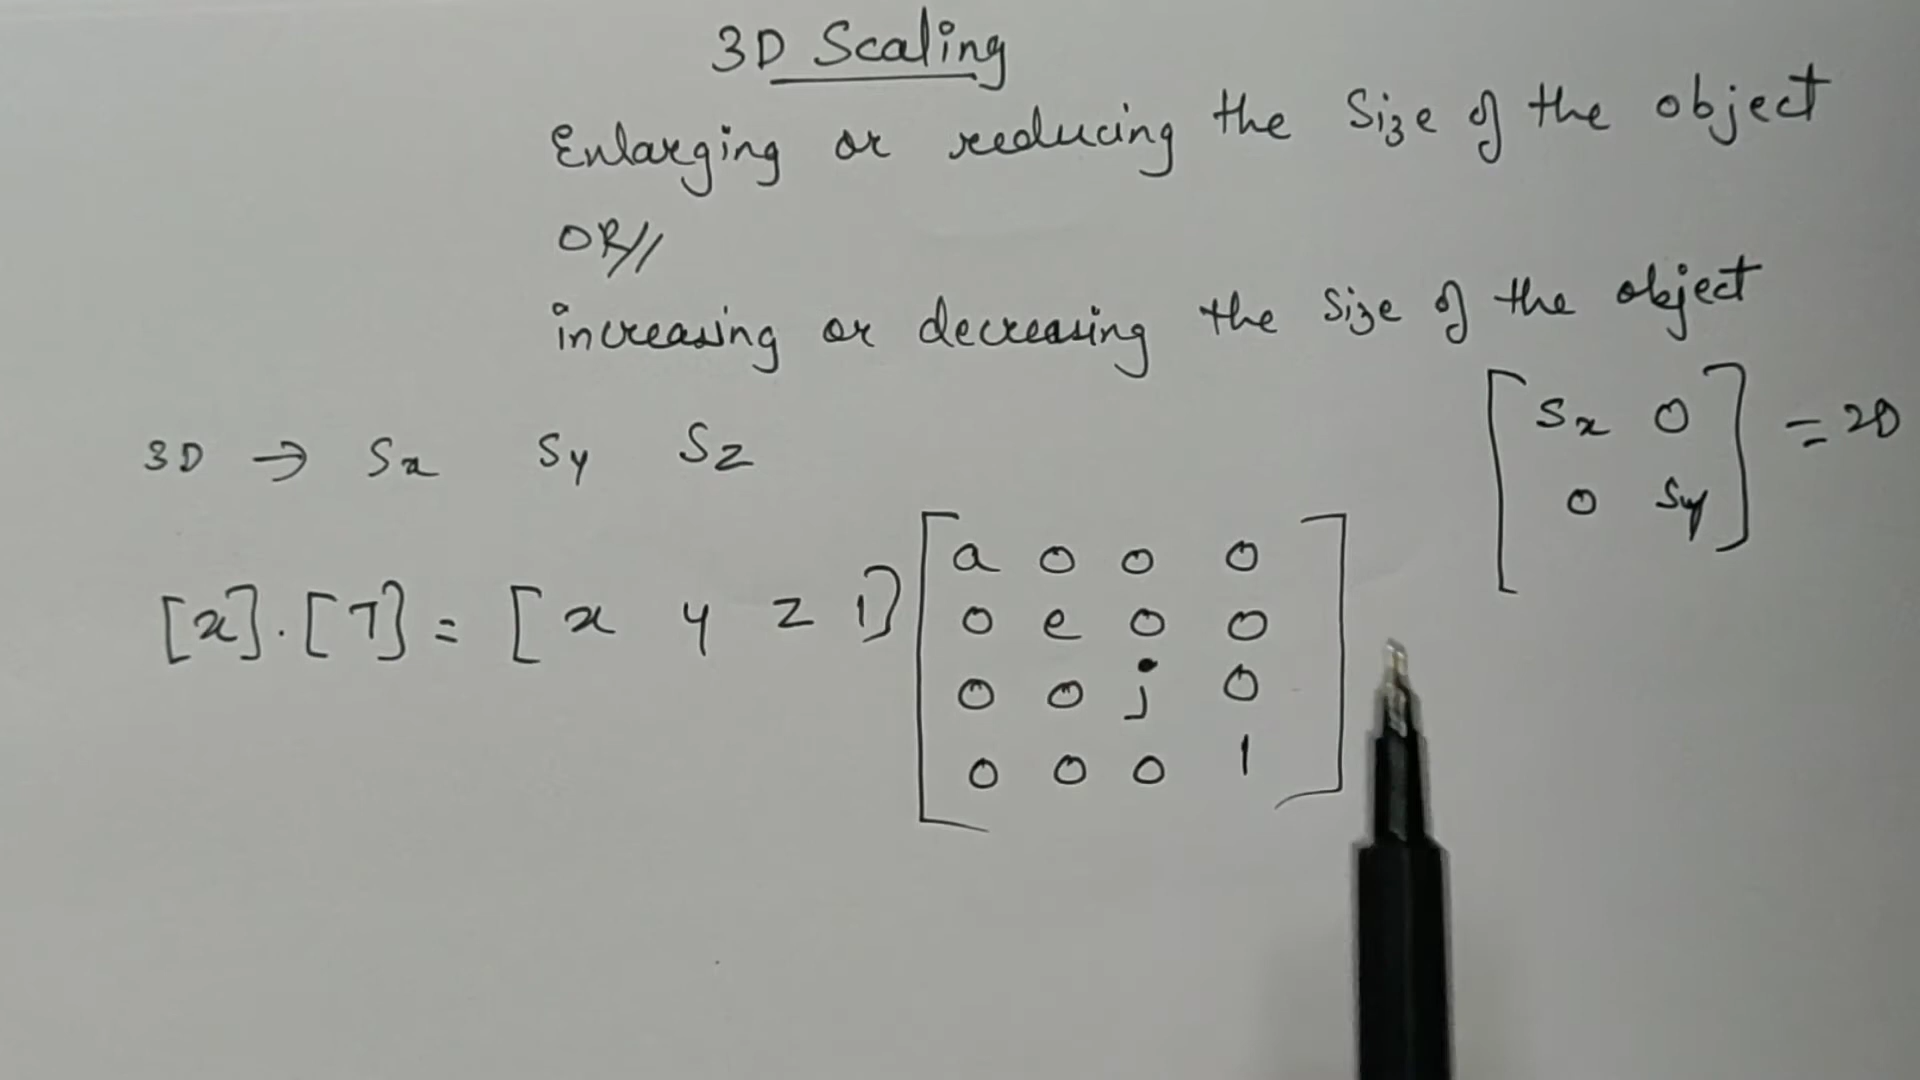 3D Scaling
Enlarging or reducing the Size of the object
OR//
increasing or decreasing the size of the object
3D → Sx Sy Sz
[Sx 0
0 Sy] = 2D
[x].[T] = [x y z 1] [a 0 0 0
0 e 0 0
0 0 j 0
0 0 0 1]